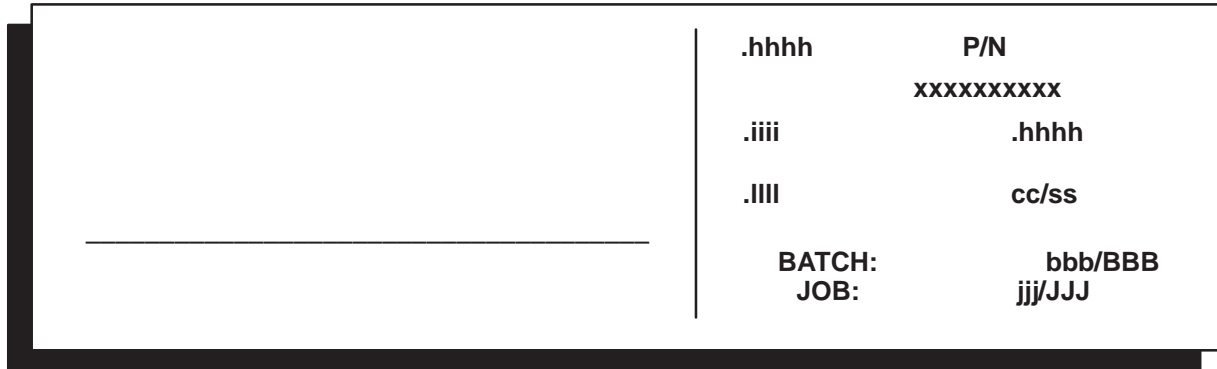 .hhhh P/N
xxxxxxxxxx
.iiii .hhhh
.llll cc/ss
BATCH: bbb/BBB
JOB: jjj/JJJ